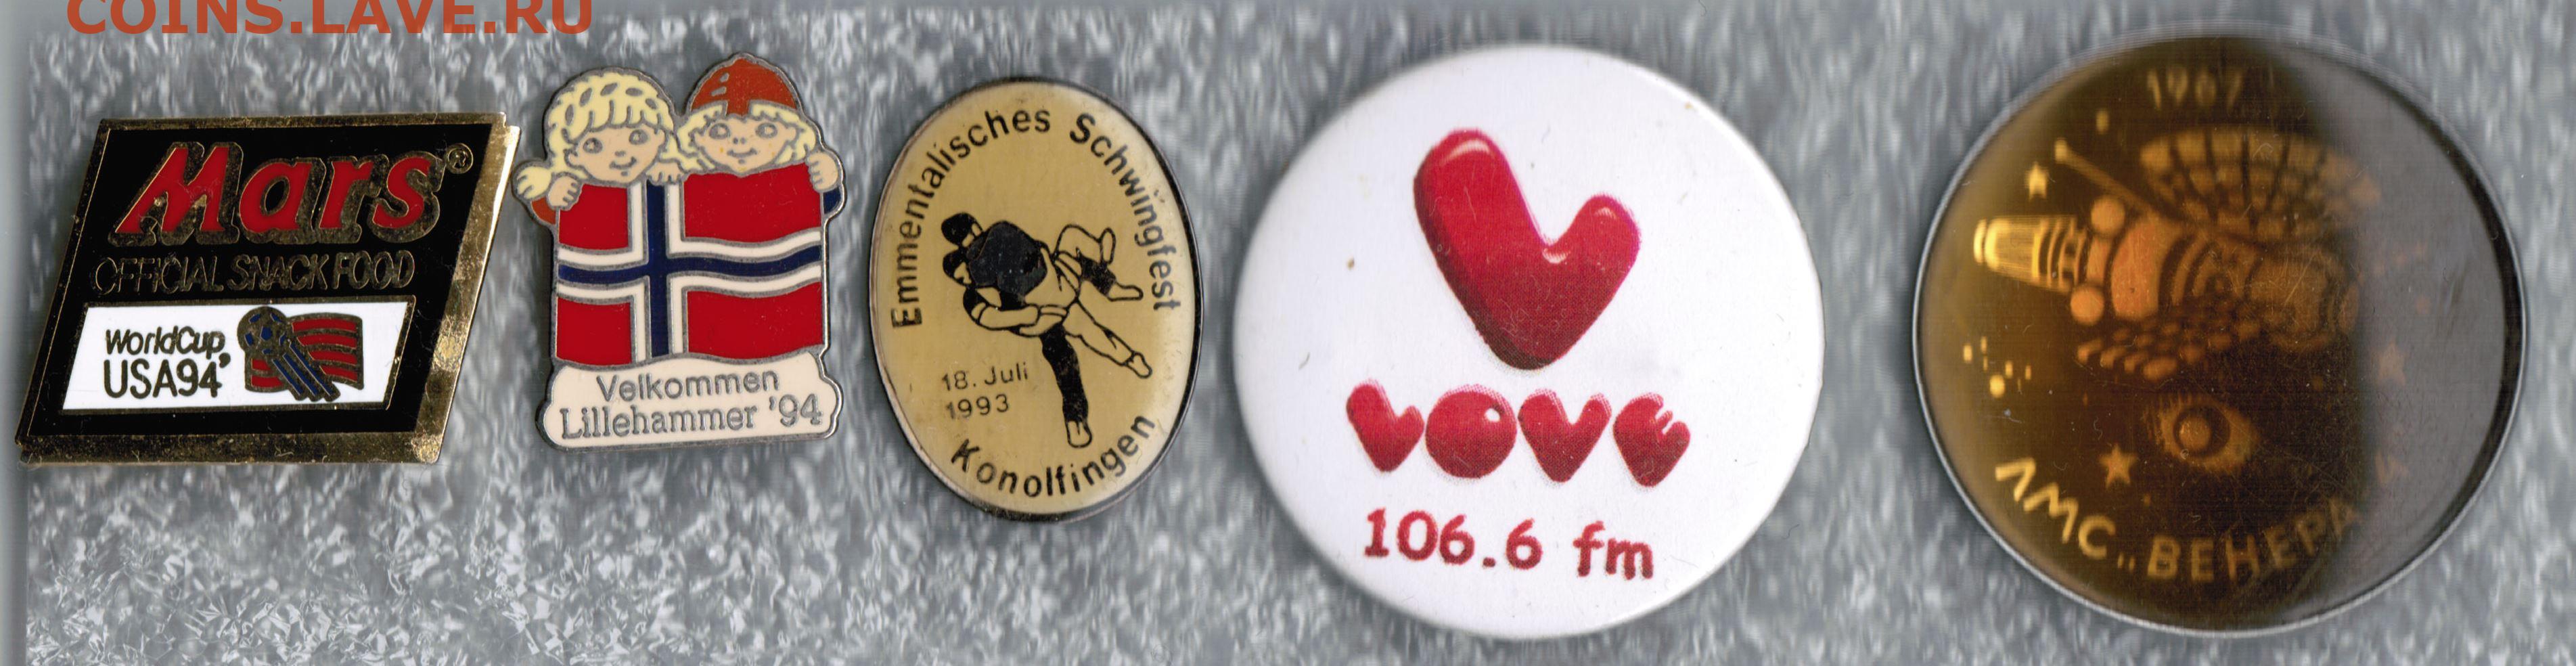 COINS.LAVE.RU
Mars®
OFFICIAL SNACK FOOD
WorldCup
USA94'
Velkommen
Lillehammer '94
Emmentalisches Schwingfest
18. Juli
1993
Konolfingen
LOVE
106.6 fm
1967
АМС „ВЕНЕРА